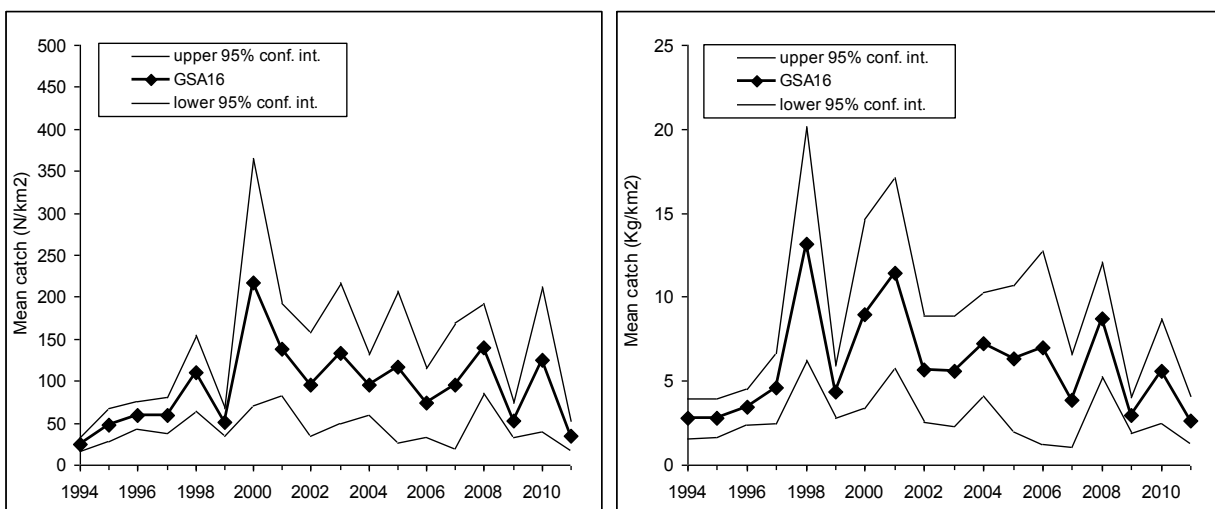 500
450
400
350
300
250
200
150
100
50
0
Mean catch (N/km2)
upper 95% conf. int.
GSA16
lower 95% conf. int.
1994 1996 1998 2000 2002 2004 2006 2008 2010
25
20
15
10
5
0
Mean catch (Kg/km2)
upper 95% conf. int.
GSA16
lower 95% conf. int.
1994 1996 1998 2000 2002 2004 2006 2008 2010